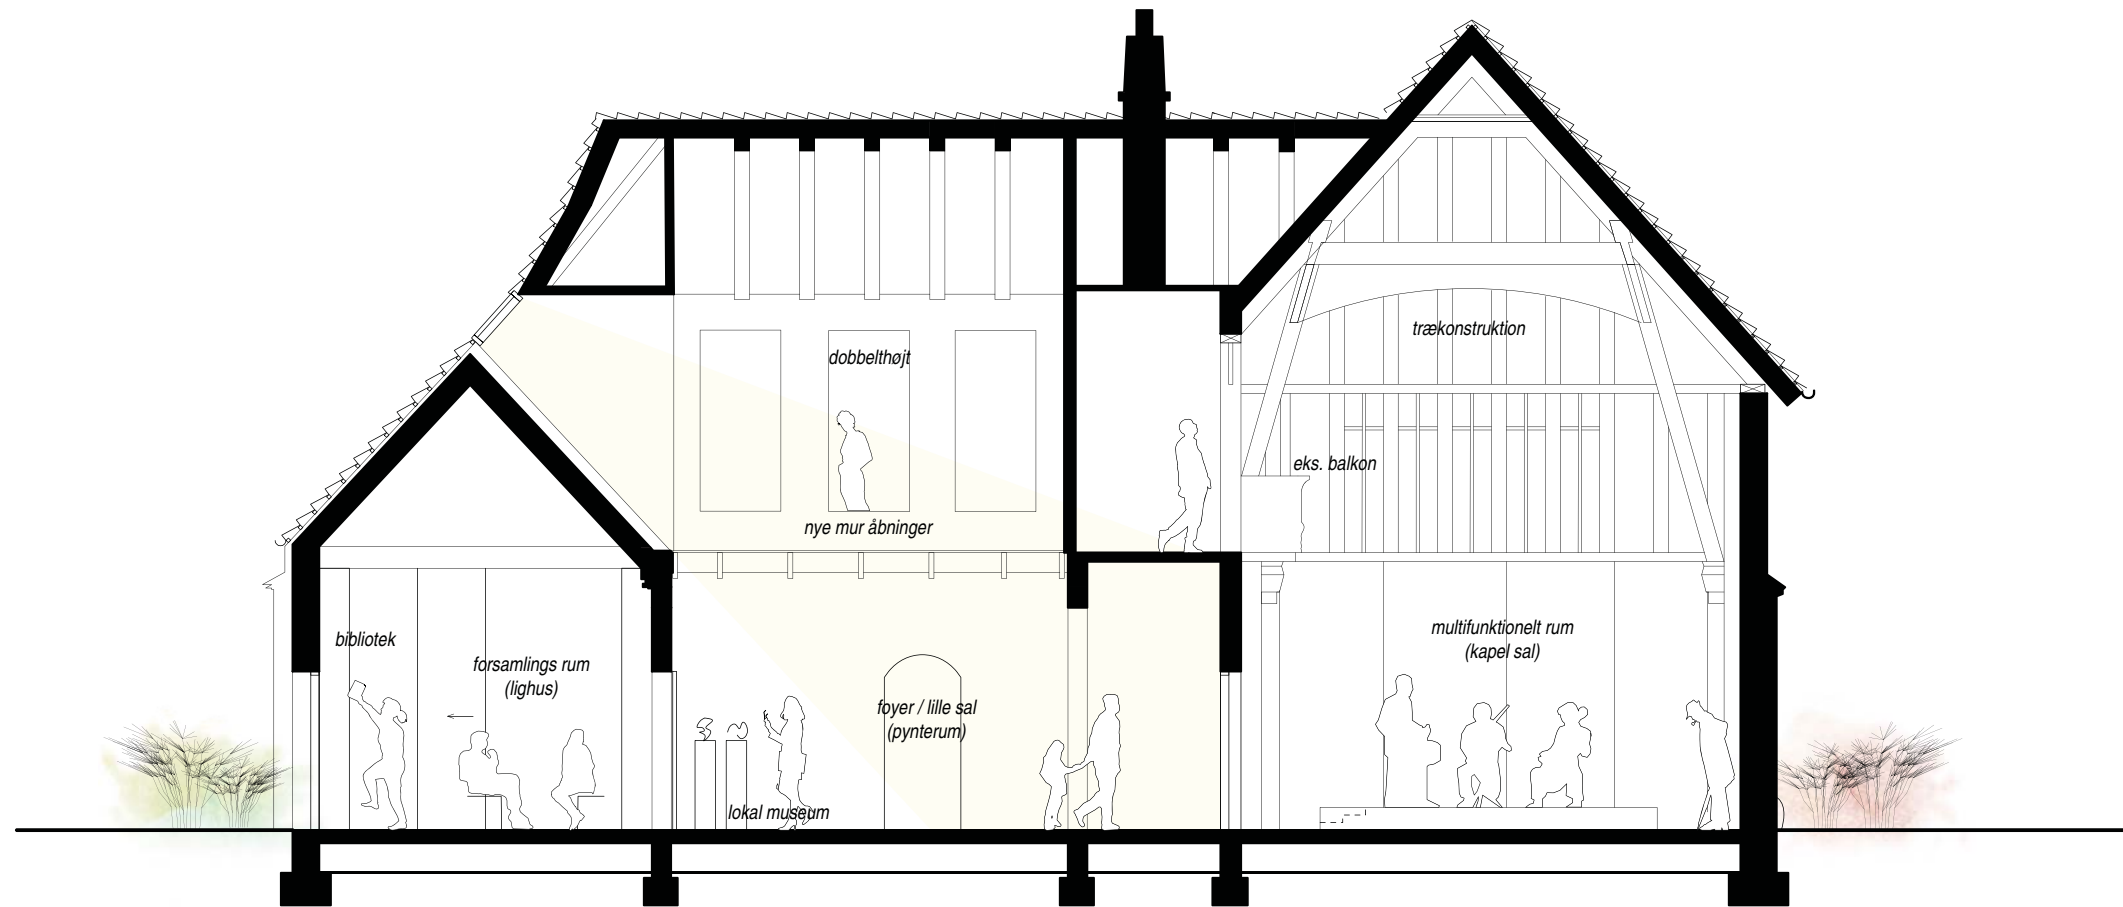 trækonstruktion
dobbelthøjt
eks. balkon
nye mur åbninger
bibliotek
forsamlings rum
(lighus)
multifunktionelt rum
(kapel sal)
foyer / lille sal
(pynterum)
lokal museum